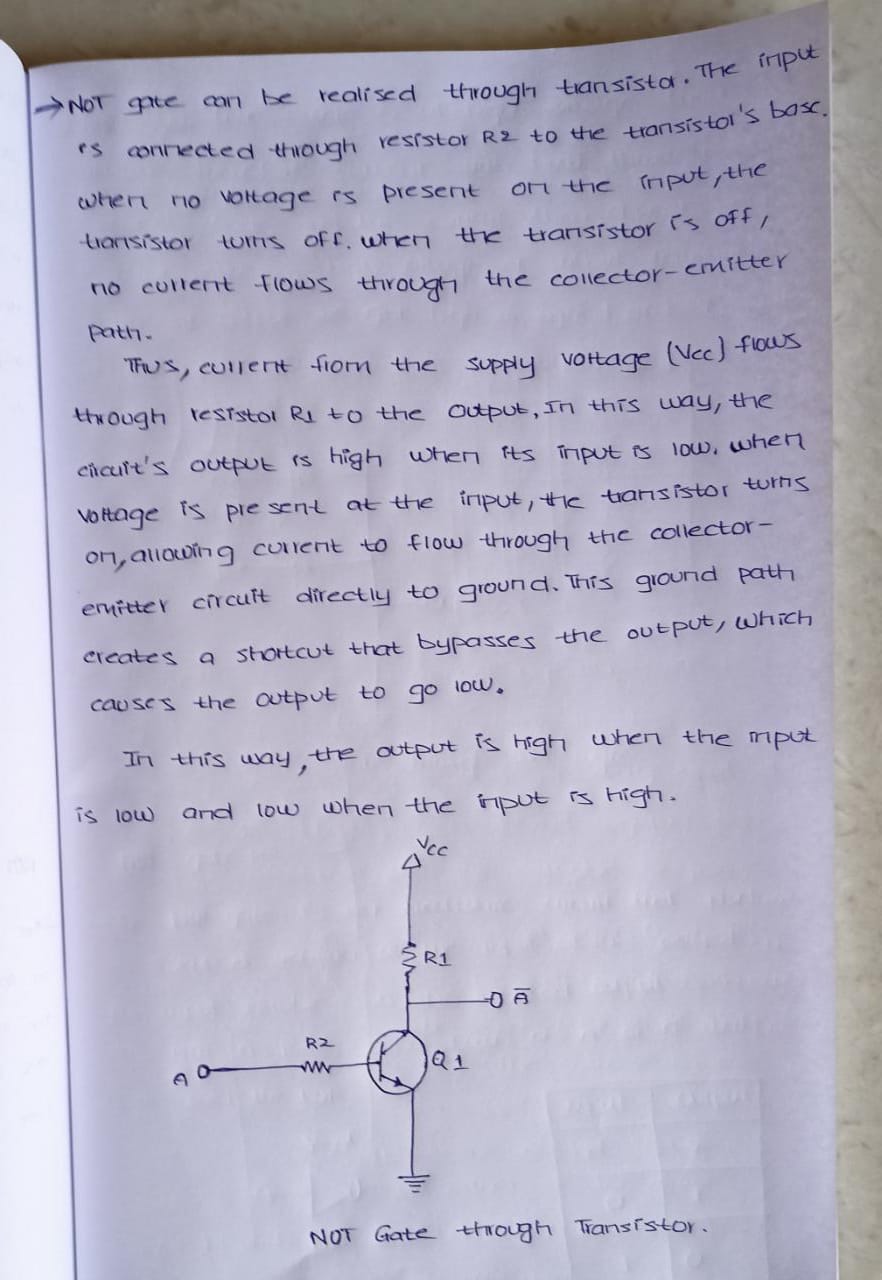 → NOT gate can be realised through transistor. The input
is connected through resistor R2 to the transistor's base.
when no voltage is present on the input, the
transistor turns off. when the transistor is off,
no current flows through the collector-emitter
path.
Thus, current from the supply voltage (Vcc) flows
through resistor R1 to the output, In this way, the
circuit's output is high when its input is low. when
voltage is present at the input, the transistor turns
on, allowing current to flow through the collector-
emitter circuit directly to ground. This ground path
creates a shortcut that bypasses the output, which
causes the output to go low.
In this way, the output is high when the input
is low and low when the input is high.
Vcc
R1
Ā
R2
A
Q1
NOT Gate through Transistor.